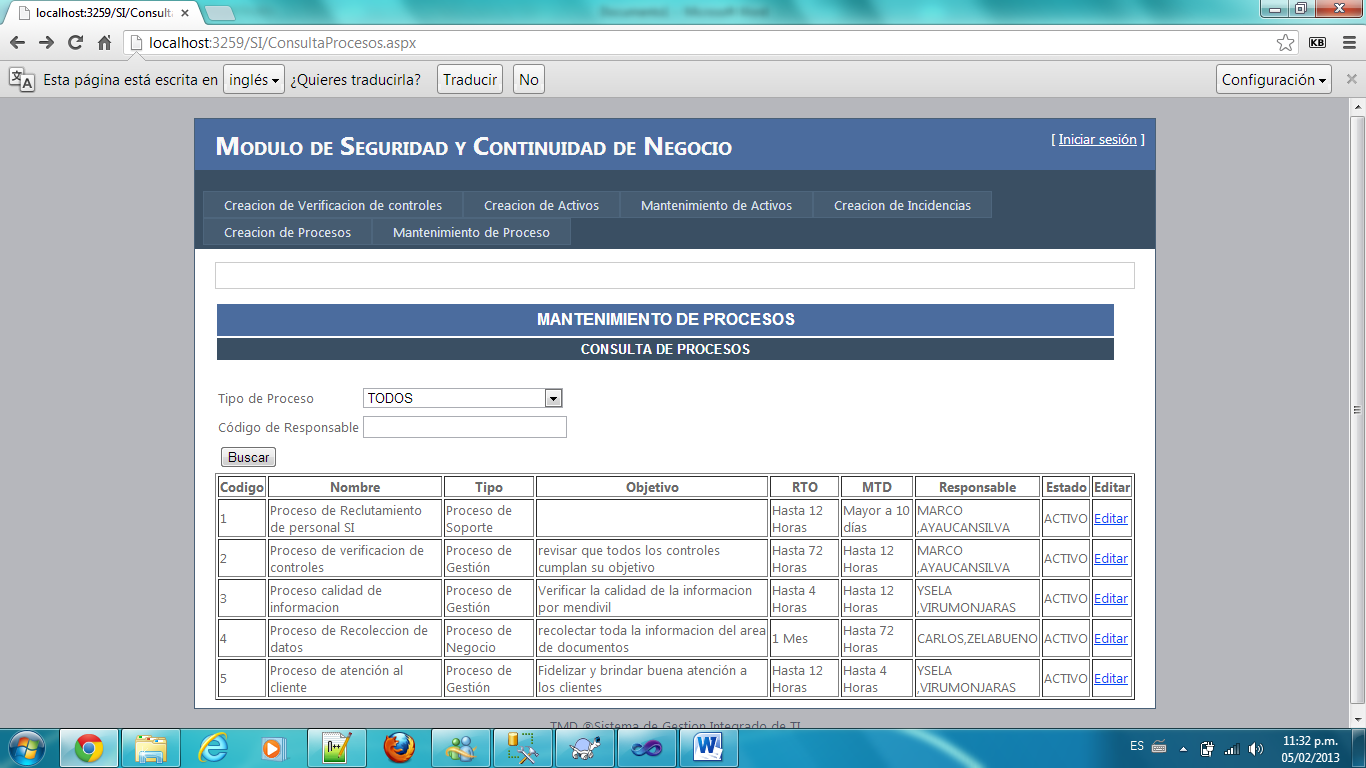 localhost:3259/SI/Consulta
localhost:3259/SI/ConsultaProcesos.aspx
KB
Esta página está escrita en inglés ¿Quieres traducirla? Traducir No Configuración
MODULO DE SEGURIDAD Y CONTINUIDAD DE NEGOCIO
[ Iniciar sesión ]
Creacion de Verificacion de controles Creacion de Activos Mantenimiento de Activos Creacion de Incidencias
Creacion de Procesos Mantenimiento de Proceso
MANTENIMIENTO DE PROCESOS
CONSULTA DE PROCESOS
Tipo de Proceso TODOS
Código de Responsable
Buscar
Codigo Nombre Tipo Objetivo RTO MTD Responsable Estado Editar
1 Proceso de Reclutamiento de personal SI Proceso de Soporte Hasta 12 Horas Mayor a 10 días MARCO ,AYAUCANSILVA ACTIVO Editar
2 Proceso de verificacion de controles Proceso de Gestión revisar que todos los controles cumplan su objetivo Hasta 72 Horas Hasta 12 Horas MARCO ,AYAUCANSILVA ACTIVO Editar
3 Proceso calidad de informacion Proceso de Gestión Verificar la calidad de la informacion por mendivil Hasta 4 Horas Hasta 12 Horas YSELA ,VIRUMONJARAS ACTIVO Editar
4 Proceso de Recoleccion de datos Proceso de Negocio recolectar toda la informacion del area de documentos 1 Mes Hasta 72 Horas CARLOS,ZELABUENO ACTIVO Editar
5 Proceso de atención al cliente Proceso de Gestión Fidelizar y brindar buena atención a los clientes Hasta 12 Horas Hasta 4 Horas YSELA ,VIRUMONJARAS ACTIVO Editar
TMD ®Sistema de Gestion Integrado de TI
ES
11:32 p.m.
05/02/2013